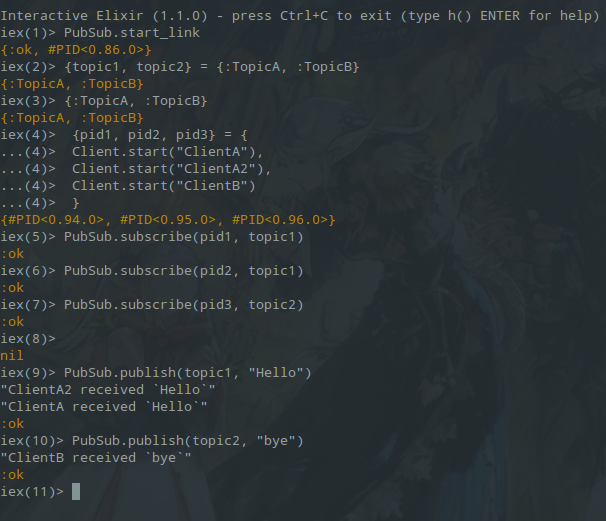 Interactive Elixir (1.1.0) - press Ctrl+C to exit (type h() ENTER for help)
iex(1)> PubSub.start_link
{:ok, #PID<0.86.0>}
iex(2)> {topic1, topic2} = {:TopicA, :TopicB}
{:TopicA, :TopicB}
iex(3)> {:TopicA, :TopicB}
{:TopicA, :TopicB}
iex(4)>  {pid1, pid2, pid3} = {
...(4)>  Client.start("ClientA"),
...(4)>  Client.start("ClientA2"),
...(4)>  Client.start("ClientB")
...(4)>  }
{#PID<0.94.0>, #PID<0.95.0>, #PID<0.96.0>}
iex(5)> PubSub.subscribe(pid1, topic1)
:ok
iex(6)> PubSub.subscribe(pid2, topic1)
:ok
iex(7)> PubSub.subscribe(pid3, topic2)
:ok
iex(8)>
nil
iex(9)> PubSub.publish(topic1, "Hello")
"ClientA2 received `Hello`"
"ClientA received `Hello`"
:ok
iex(10)> PubSub.publish(topic2, "bye")
"ClientB received `bye`"
:ok
iex(11)>